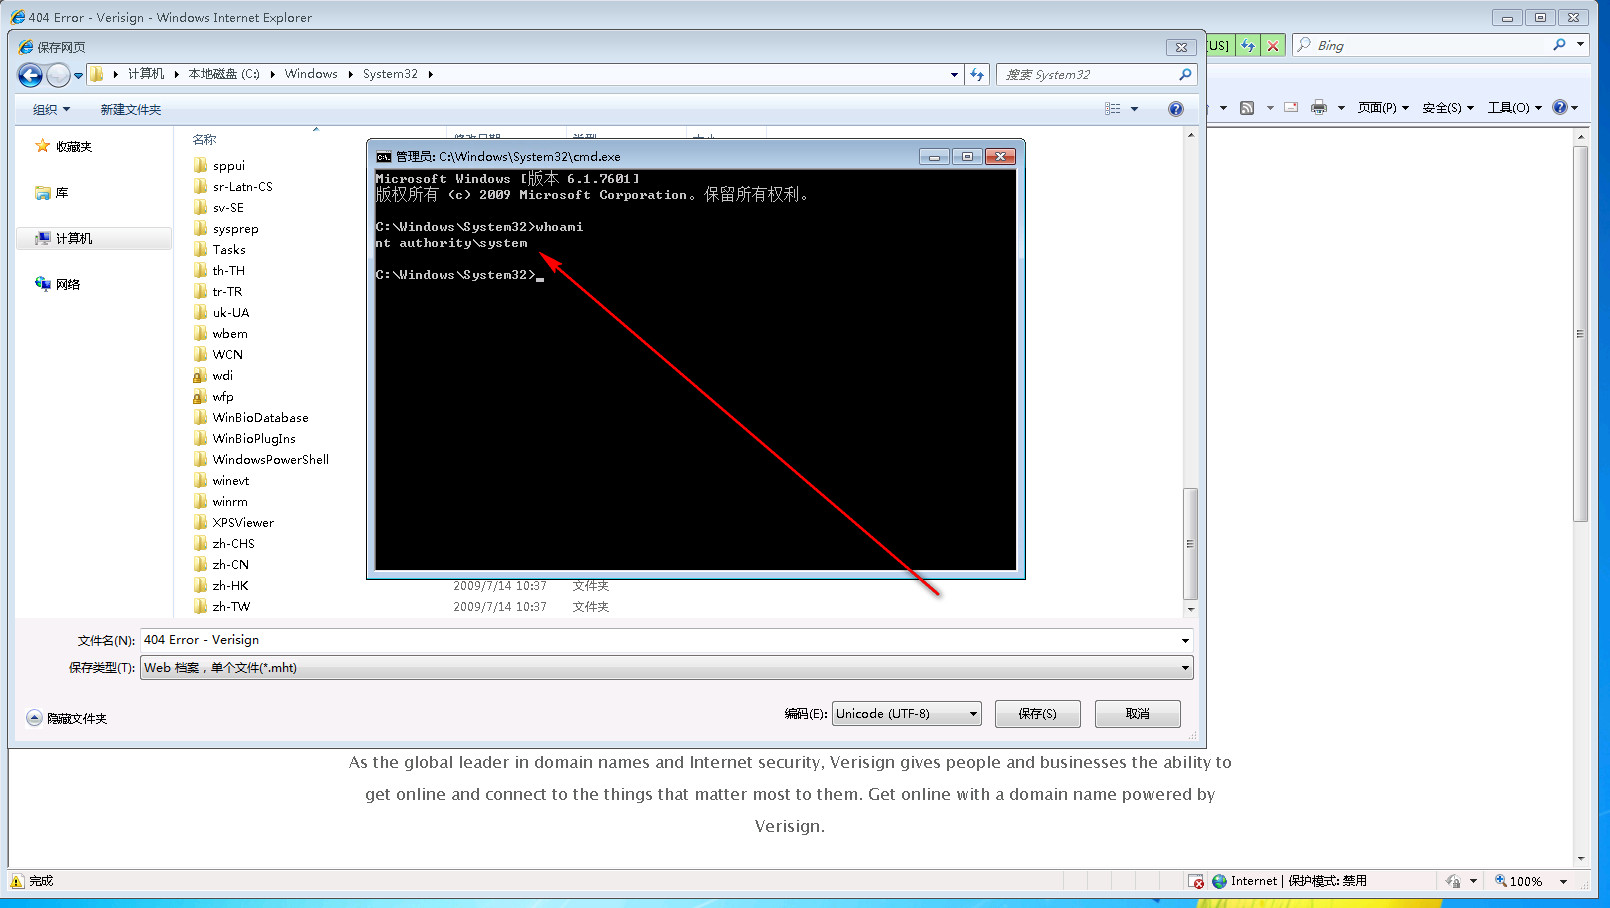 404 Error - Verisign - Windows Internet Explorer
保存网页
[US]
Bing
计算机
本地磁盘 (C:)
Windows
System32
搜索 System32
组织
新建文件夹
页面(P)
安全(S)
工具(O)
收藏夹
库
计算机
网络
名称
sppui
sr-Latn-CS
sv-SE
sysprep
Tasks
th-TH
tr-TR
uk-UA
wbem
WCN
wdi
wfp
WinBioDatabase
WinBioPlugIns
WindowsPowerShell
winevt
winrm
XPSViewer
zh-CHS
zh-CN
zh-HK 2009/7/14 10:37 文件夹
zh-TW 2009/7/14 10:37 文件夹
管理员: C:\Windows\System32\cmd.exe
Microsoft Windows [版本 6.1.7601]
版权所有 (c) 2009 Microsoft Corporation。保留所有权利。
C:\Windows\System32>whoami
nt authority\system
C:\Windows\System32>
文件名(N): 404 Error - Verisign
保存类型(T): Web 档案，单个文件(*.mht)
隐藏文件夹
编码(E): Unicode (UTF-8)
保存(S)
取消
As the global leader in domain names and Internet security, Verisign gives people and businesses the ability to
get online and connect to the things that matter most to them. Get online with a domain name powered by
Verisign.
完成
Internet | 保护模式: 禁用
100%